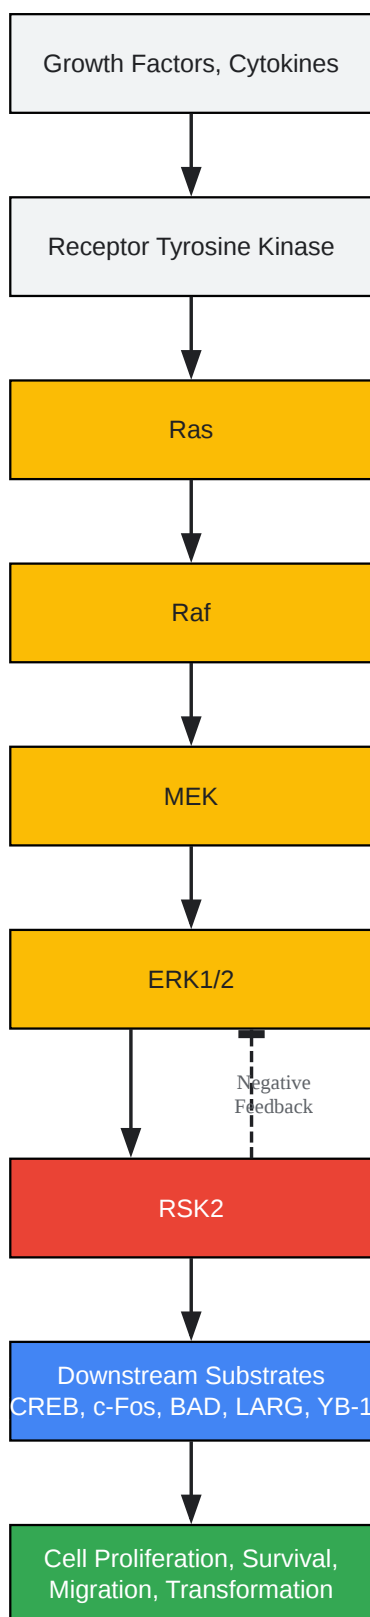 Growth Factors, Cytokines
Receptor Tyrosine Kinase
Ras
Raf
MEK
ERK1/2
Negative
Feedback
RSK2
Downstream Substrates
CREB, c-Fos, BAD, LARG, YB-1
Cell Proliferation, Survival,
Migration, Transformation